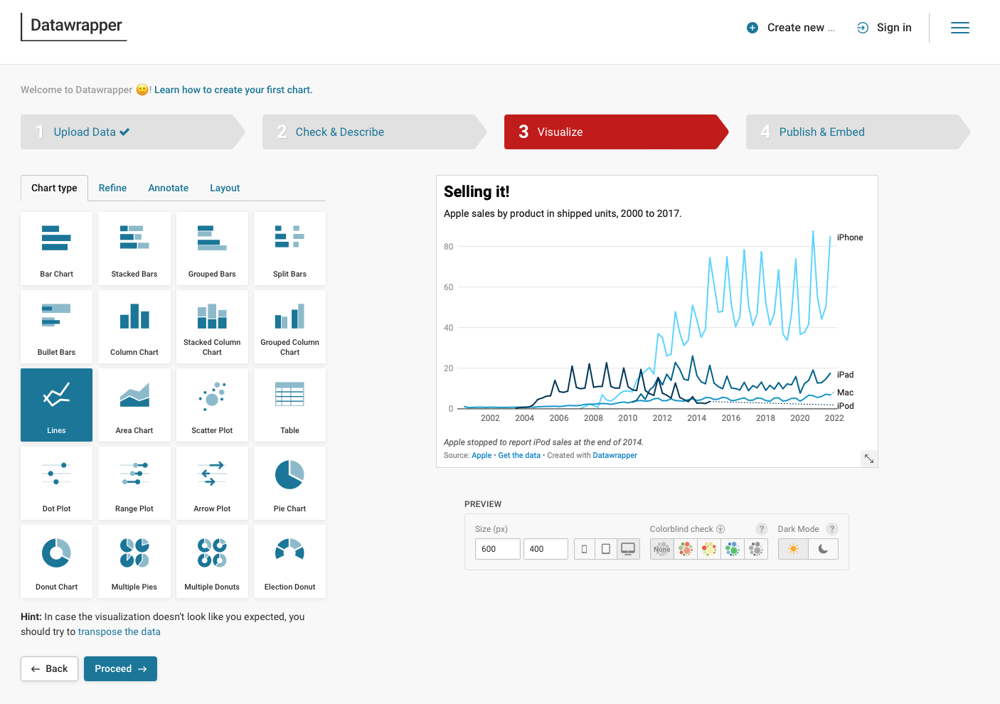 Datawrapper
Create new ...
Sign in
Welcome to Datawrapper 🙂! Learn how to create your first chart.
1 Upload Data ✔
2 Check & Describe
3 Visualize
4 Publish & Embed
Chart type
Refine
Annotate
Layout
Bar Chart
Stacked Bars
Grouped Bars
Split Bars
Bullet Bars
Column Chart
Stacked Column
Chart
Grouped Column
Chart
Lines
Area Chart
Scatter Plot
Table
Dot Plot
Range Plot
Arrow Plot
Pie Chart
Donut Chart
Multiple Pies
Multiple Donuts
Election Donut
Hint: In case the visualization doesn't look like you expected, you
should try to transpose the data
← Back
Proceed →
Selling it!
Apple sales by product in shipped units, 2000 to 2017.
80
60
40
20
0
iPhone
iPad
Mac
iPod
2002 2004 2006 2008 2010 2012 2014 2016 2018 2020 2022
Apple stopped to report iPod sales at the end of 2014.
Source: Apple • Get the data • Created with Datawrapper
PREVIEW
Size (px)
Colorblind check
?
Dark Mode
?
600
400
None